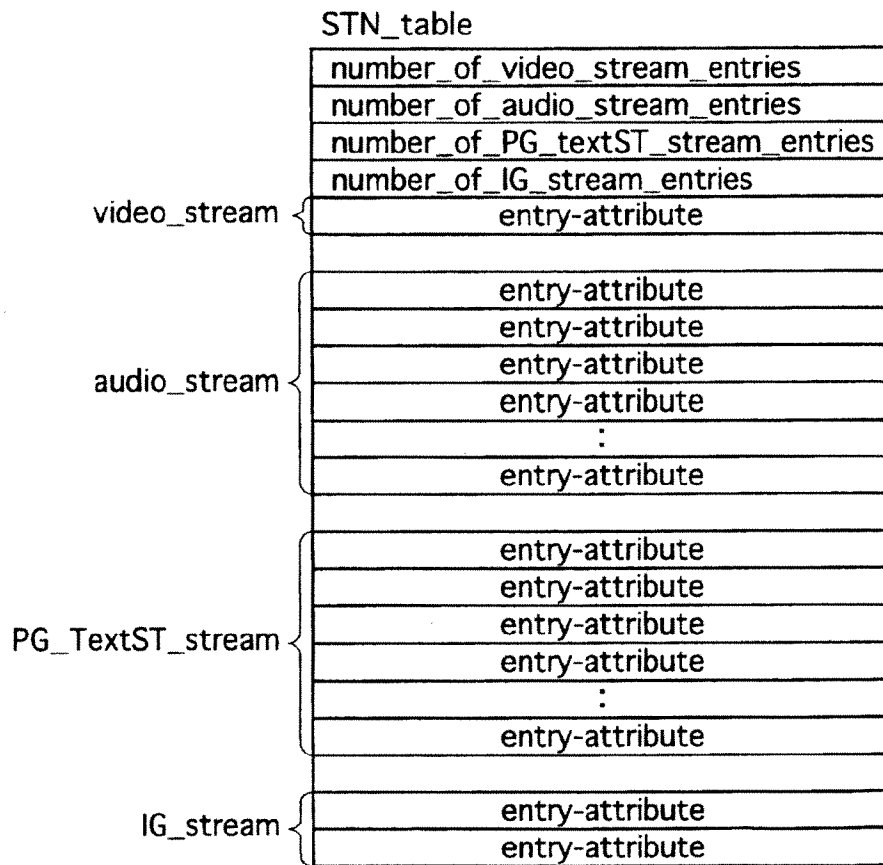 STN_table
number_of_video_stream_entries
number_of_audio_stream_entries
number_of_PG_textST_stream_entries
number_of_IG_stream_entries
video_stream entry-attribute
entry-attribute
entry-attribute
audio_stream entry-attribute
entry-attribute
:
entry-attribute
entry-attribute
entry-attribute
entry-attribute
PG_TextST_stream entry-attribute
:
entry-attribute
IG_stream entry-attribute
entry-attribute